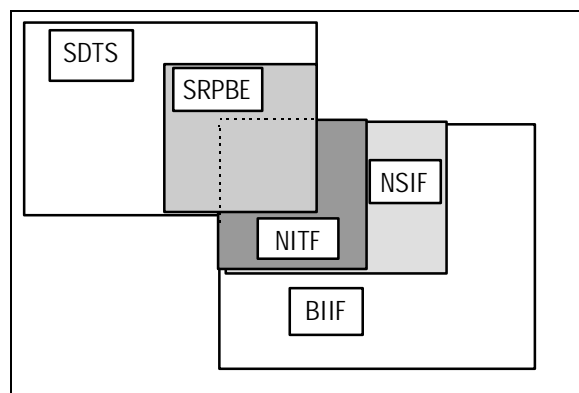 SDTS
SRPBE
NSIF
NITF
BIIF